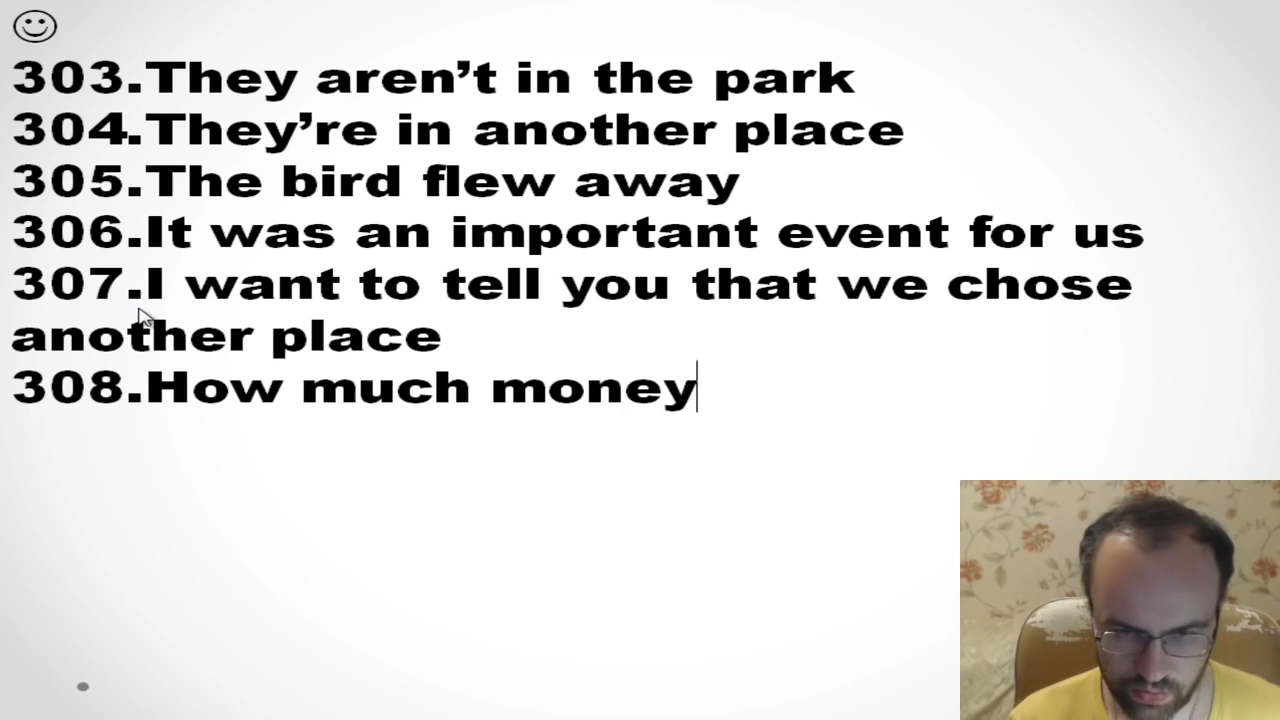 303.They aren’t in the park
304.They’re in another place
305.The bird flew away
306.It was an important event for us
307.I want to tell you that we chose
another place
308.How much money